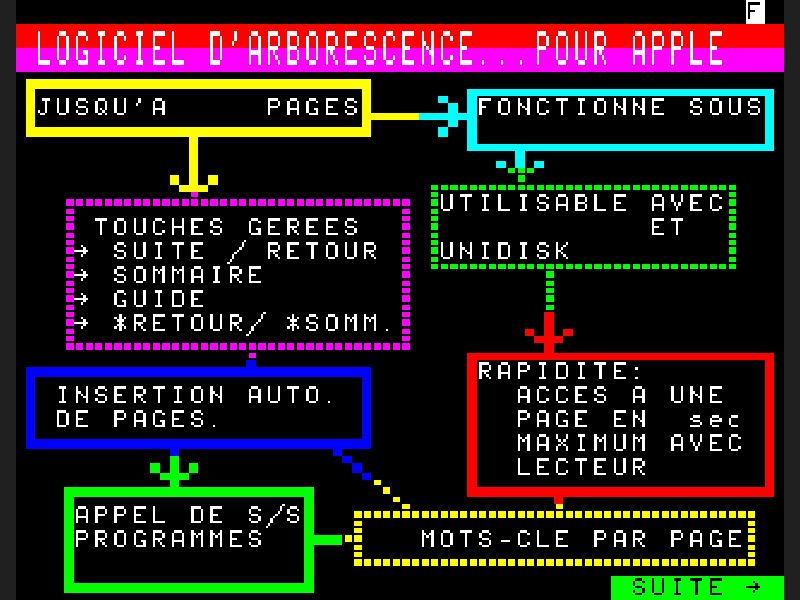 F
LOGICIEL D'ARBORESCENCE...POUR APPLE
JUSQU'A PAGES
FONCTIONNE SOUS
UTILISABLE AVEC
ET
UNIDISK
TOUCHES GEREES
→ SUITE / RETOUR
→ SOMMAIRE
→ GUIDE
→ *RETOUR/ *SOMM.
RAPIDITE:
ACCES A UNE
PAGE EN sec
MAXIMUM AVEC
LECTEUR
INSERTION AUTO.
DE PAGES.
APPEL DE S/S
PROGRAMMES
MOTS-CLE PAR PAGE
SUITE →